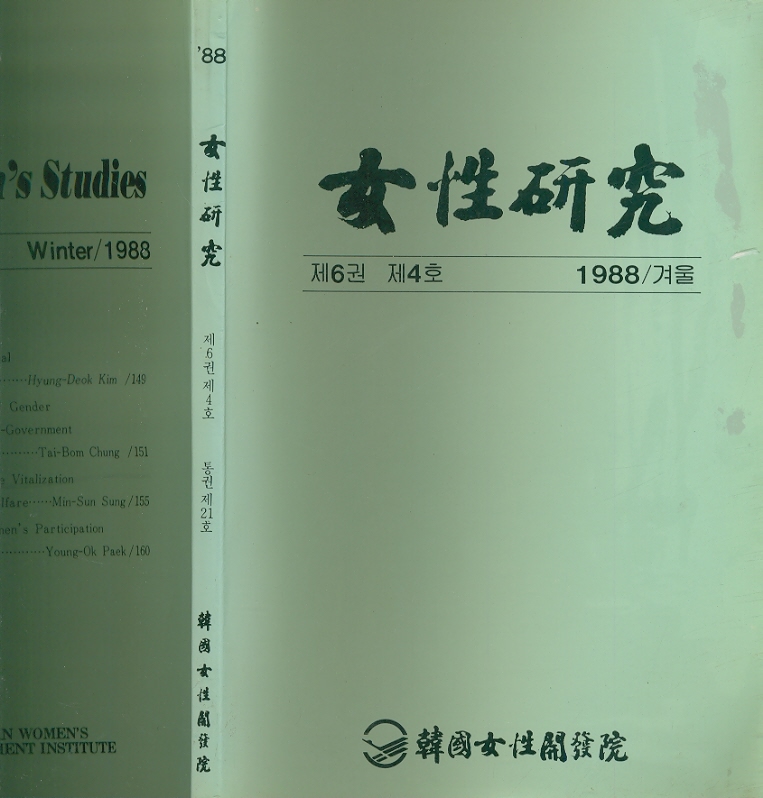 's Studies
Winter/1988
al
Hyung-Deok Kim /149
Gender
-Government
Tai-Bom Chung /151
Vitalization
lfare……Min-Sun Sung/155
men's Participation
Young-Ok Paek/160
N WOMEN'S
MENT INSTITUTE
'88
女性研究
제6권 제4호
통권 제21호
韓國女性開發院
女性研究
제6권 제4호 1988/겨울
韓國女性開發院